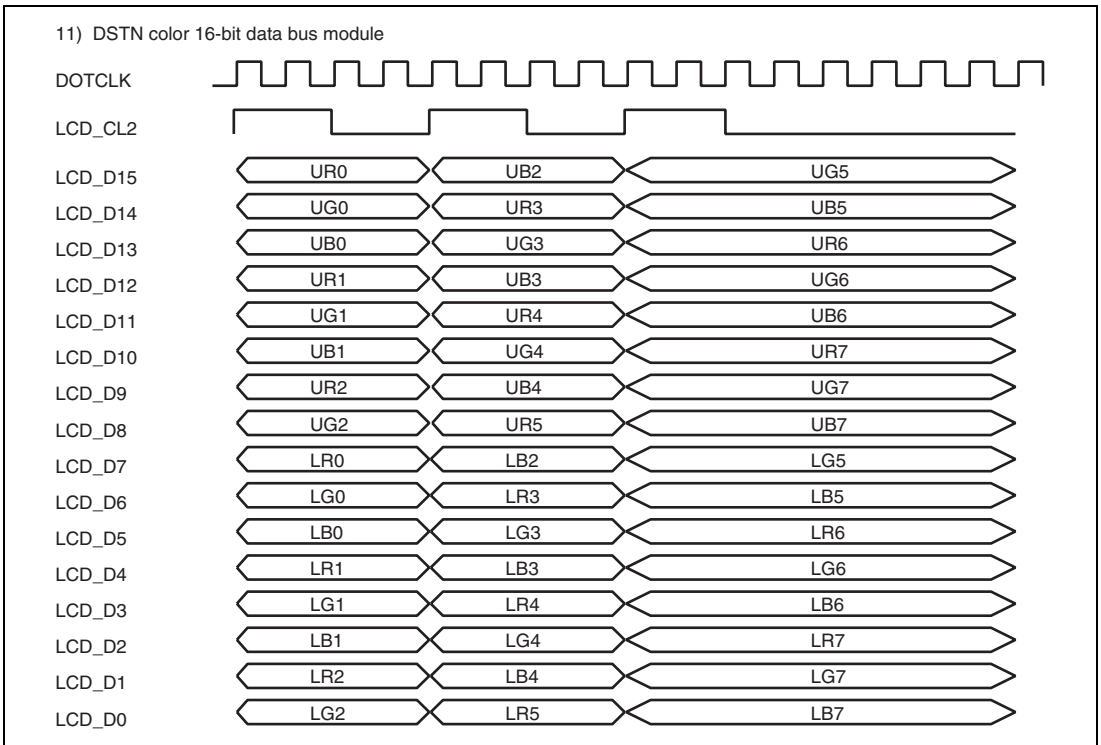 11) DSTN color 16-bit data bus module
DOTCLK
LCD_CL2
LCD_D15 UR0 UB2 UG5
LCD_D14 UG0 UR3 UB5
LCD_D13 UB0 UG3 UR6
LCD_D12 UR1 UB3 UG6
LCD_D11 UG1 UR4 UB6
LCD_D10 UB1 UG4 UR7
LCD_D9 UR2 UB4 UG7
LCD_D8 UG2 UR5 UB7
LCD_D7 LR0 LB2 LG5
LCD_D6 LG0 LR3 LB5
LCD_D5 LB0 LG3 LR6
LCD_D4 LR1 LB3 LG6
LCD_D3 LG1 LR4 LB6
LCD_D2 LB1 LG4 LR7
LCD_D1 LR2 LB4 LG7
LCD_D0 LG2 LR5 LB7